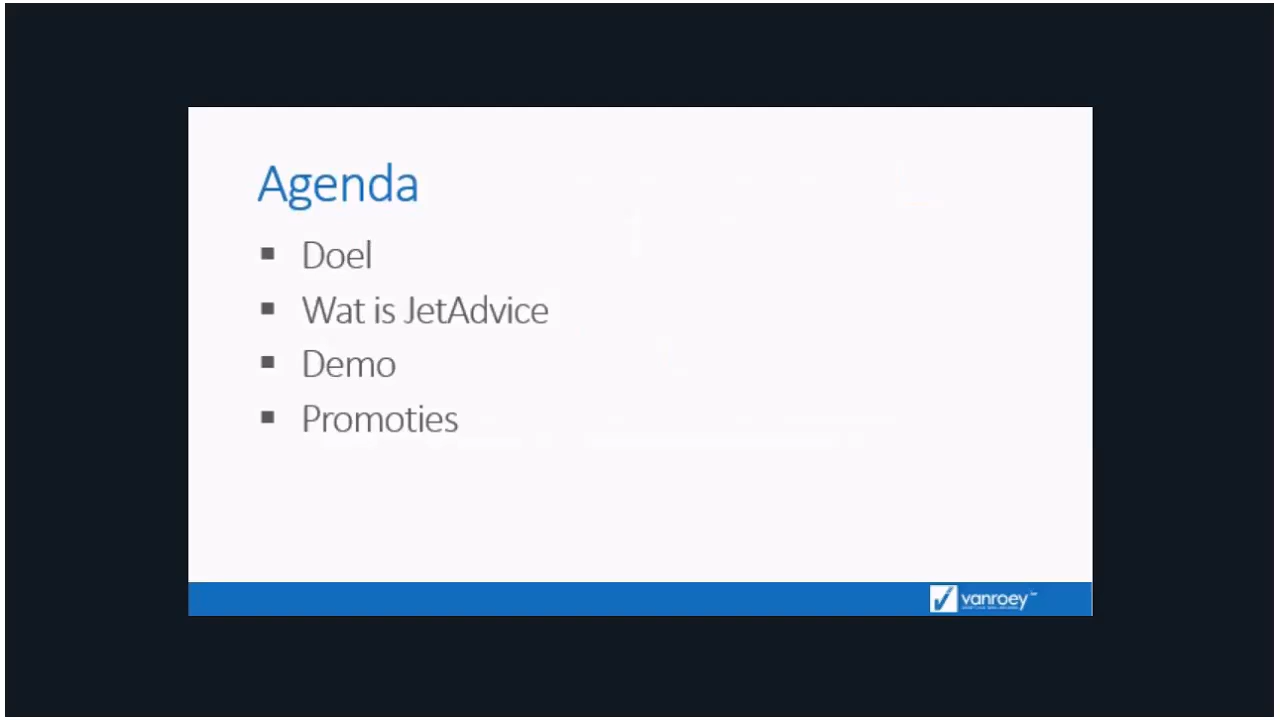 Agenda
▪ Doel
▪ Wat is JetAdvice
▪ Demo
▪ Promoties
vanroey